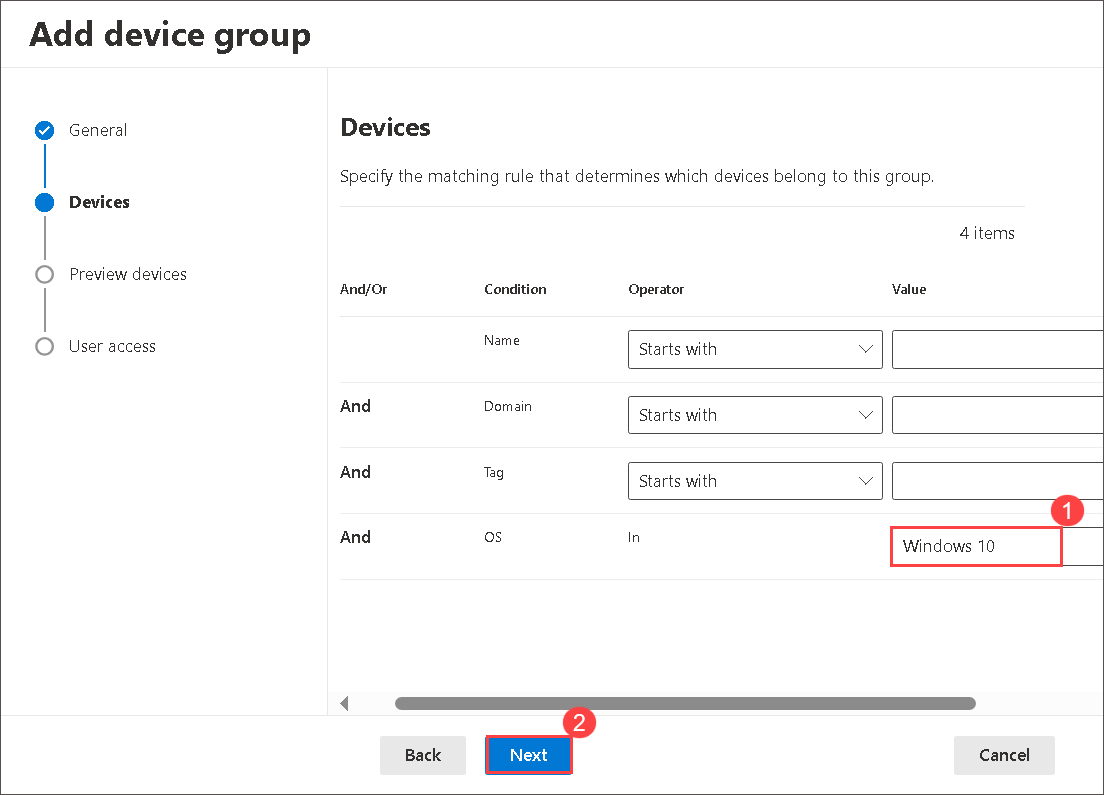 Add device group
General
Devices
Preview devices
User access
Devices
Specify the matching rule that determines which devices belong to this group.
4 items
And/Or Condition Operator Value
Name Starts with
And Domain Starts with
And Tag Starts with
1
And OS In Windows 10
2
Back Next Cancel